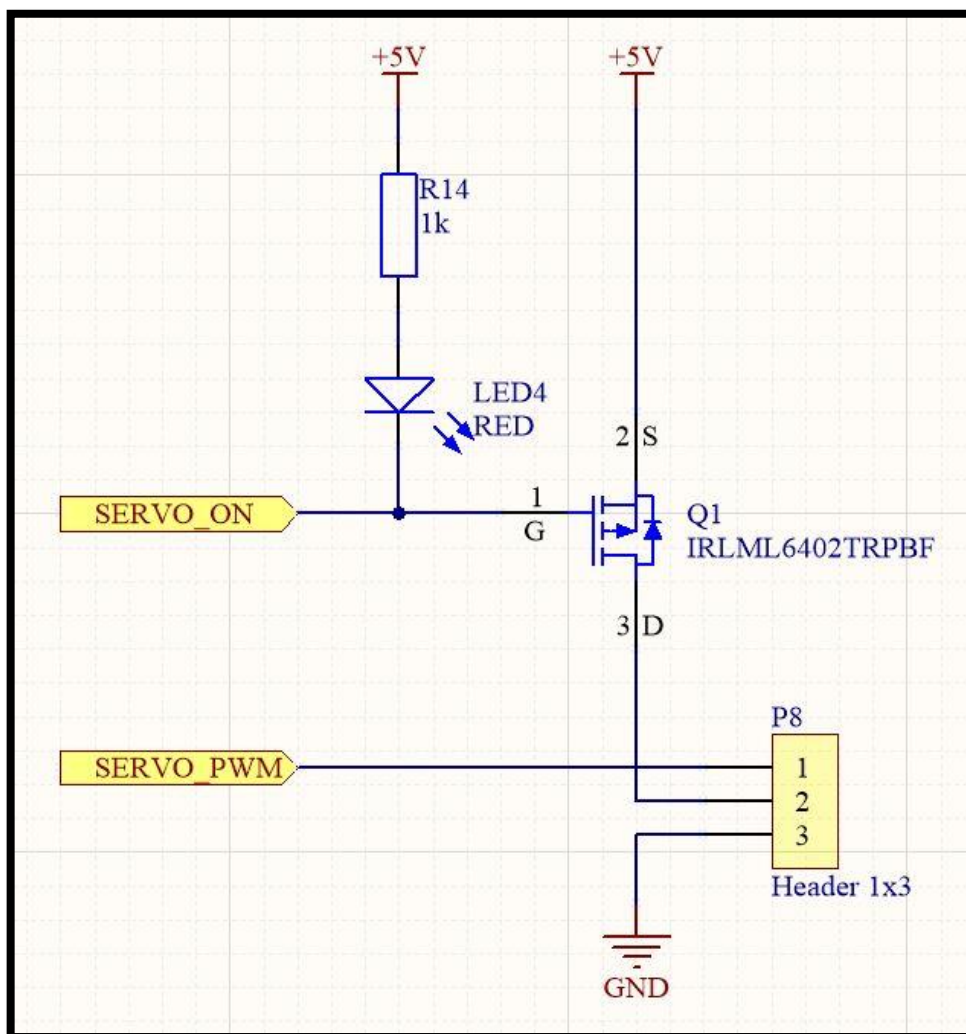 +5V
+5V
R14
1k
LED4
RED
2 S
SERVO_ON
1
G
Q1
IRLML6402TRPBF
3 D
P8
SERVO_PWM
1
2
3
Header 1x3
GND